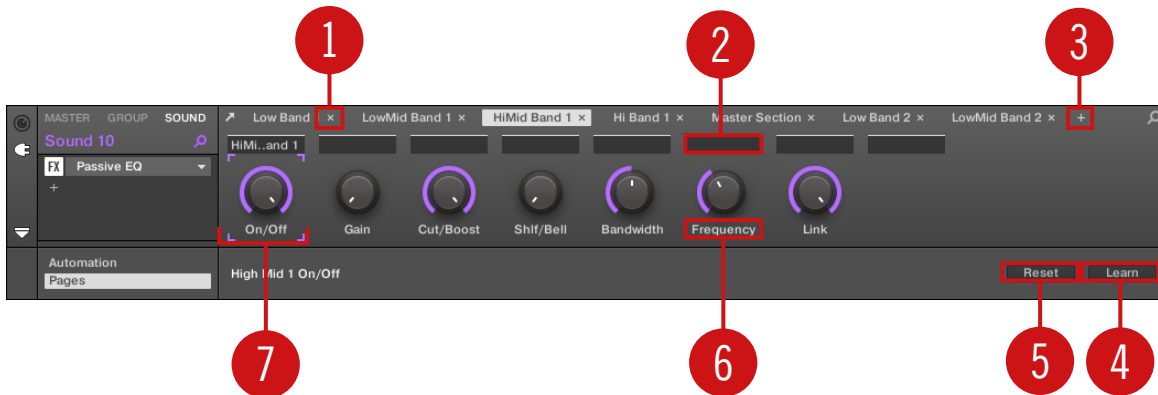 1
2
3
MASTER GROUP SOUND
Low Band × LowMid Band 1 × HiMid Band 1 × Hi Band 1 × Master Section × Low Band 2 × LowMid Band 2 × +
Sound 10
HiMi..and 1
FX Passive EQ
+
On/Off Gain Cut/Boost Shlf/Bell Bandwidth Frequency Link
Automation
Pages
High Mid 1 On/Off
Reset Learn
7
6
5
4